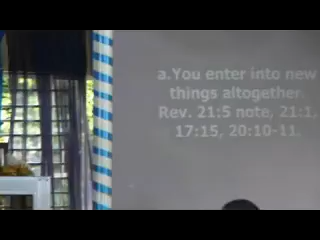 a.You enter into new
things altogether.
Rev. 21:5 note, 21:1,
17:15, 20:10-11.